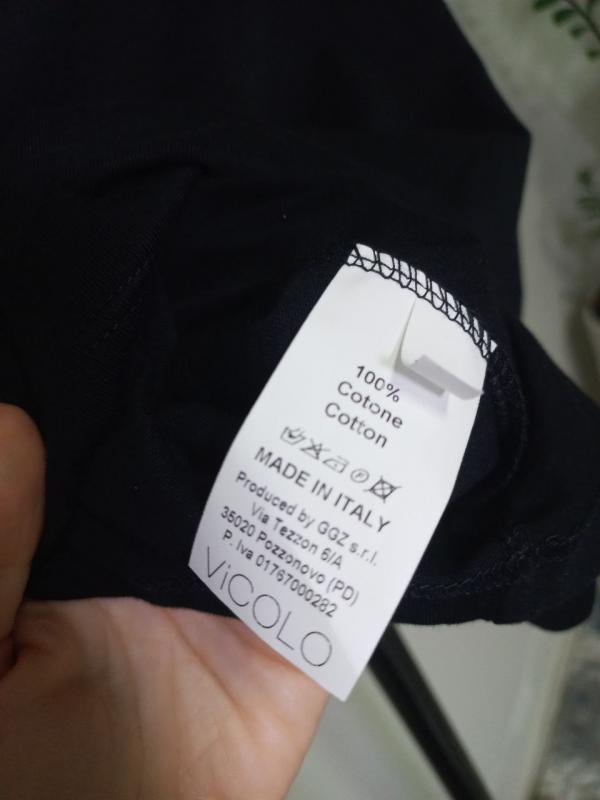 100%
Cotone
Cotton
MADE IN ITALY
Produced by GGZ s.r.l.
Via Tezzon 6/A
35020 Pozzonovo (PD)
P. Iva 01767000282
ViCOLO